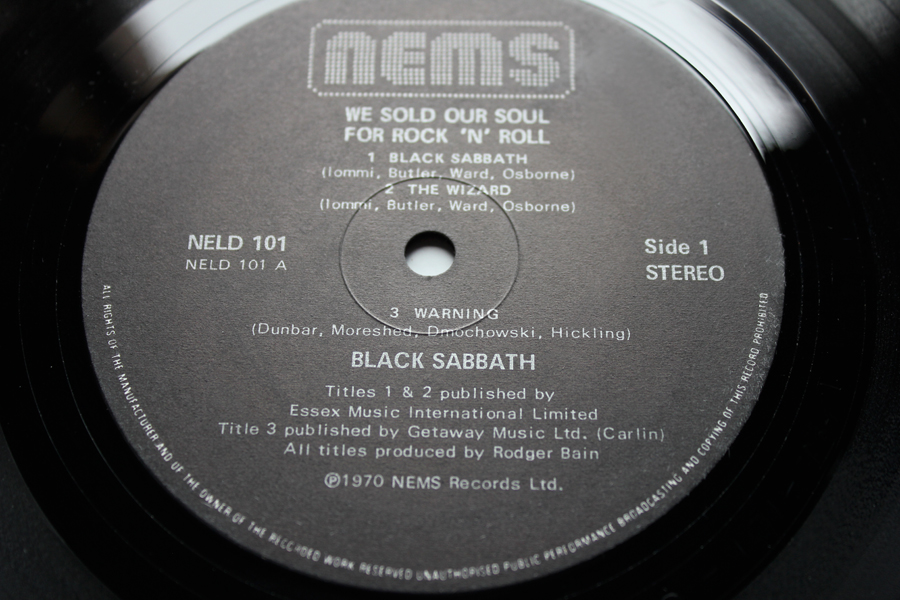 nems
WE SOLD OUR SOUL
FOR ROCK 'N' ROLL
1 BLACK SABBATH
(Iommi, Butler, Ward, Osborne)
2 THE WIZARD
(Iommi, Butler, Ward, Osborne)
NELD 101
NELD 101 A
Side 1
STEREO
3 WARNING
(Dunbar, Moreshed, Dmochowski, Hickling)
BLACK SABBATH
Titles 1 & 2 published by
Essex Music International Limited
Title 3 published by Getaway Music Ltd. (Carlin)
All titles produced by Rodger Bain
℗1970 NEMS Records Ltd.
ALL RIGHTS OF THE MANUFACTURER AND OF THE OWNER OF THE RECORDED WORK RESERVED UNAUTHORISED PUBLIC PERFORMANCE BROADCASTING AND COPYING OF THIS RECORD PROHIBITED